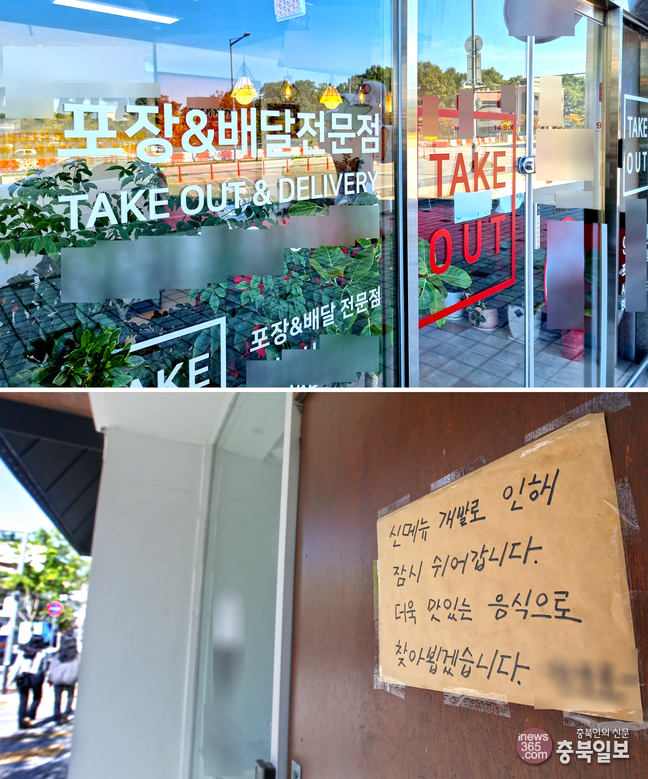 포장&배달전문점
TAKE OUT & DELIVERY
포장&배달 전문점
TAKE
TAKE
OUT
TAKE
OUT
신메뉴 개발로 인해
잠시 쉬어갑니다.
더욱 맛있는 음식으로
찾아뵙겠습니다.
inews
365
.com
충북인의 신문
충북일보